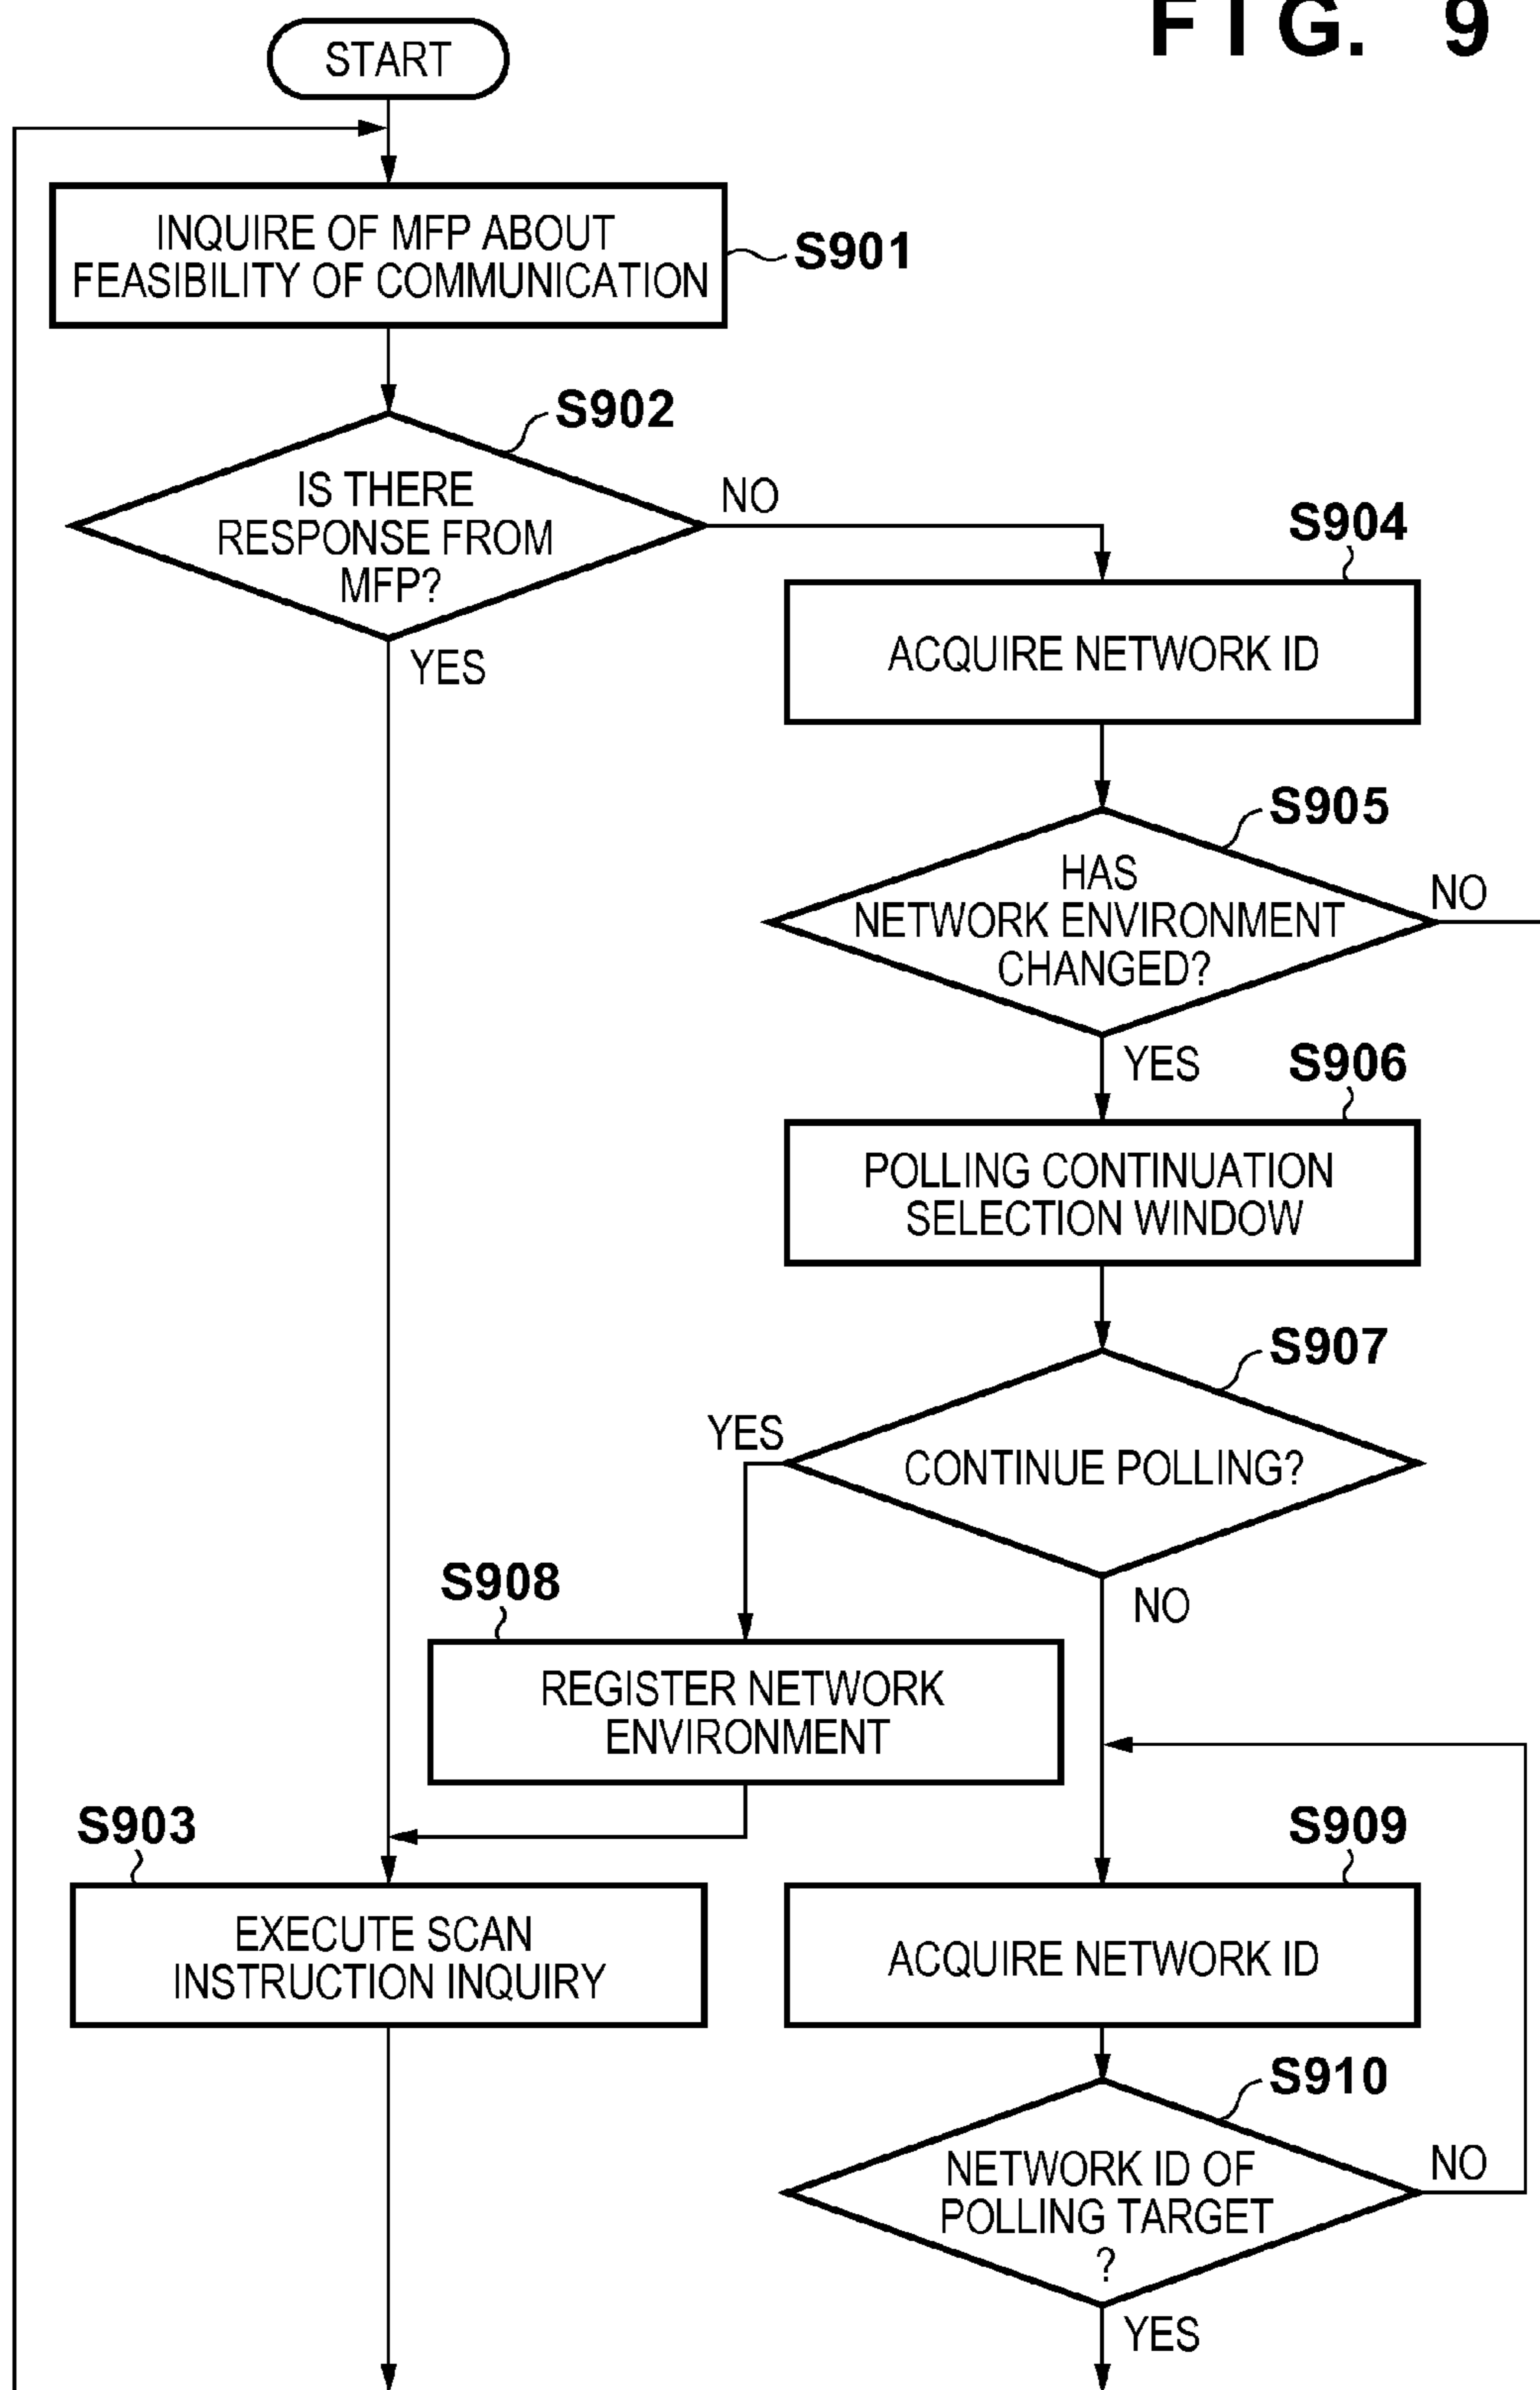 FIG. 9
START
INQUIRE OF MFP ABOUT
FEASIBILITY OF COMMUNICATION
S901
S902
IS THERE
RESPONSE FROM
MFP?
NO
YES
S904
ACQUIRE NETWORK ID
S905
HAS
NETWORK ENVIRONMENT
CHANGED?
NO
YES
S906
POLLING CONTINUATION
SELECTION WINDOW
S907
YES
CONTINUE POLLING?
NO
S908
REGISTER NETWORK
ENVIRONMENT
S903
EXECUTE SCAN
INSTRUCTION INQUIRY
S909
ACQUIRE NETWORK ID
S910
NETWORK ID OF
POLLING TARGET
?
NO
YES